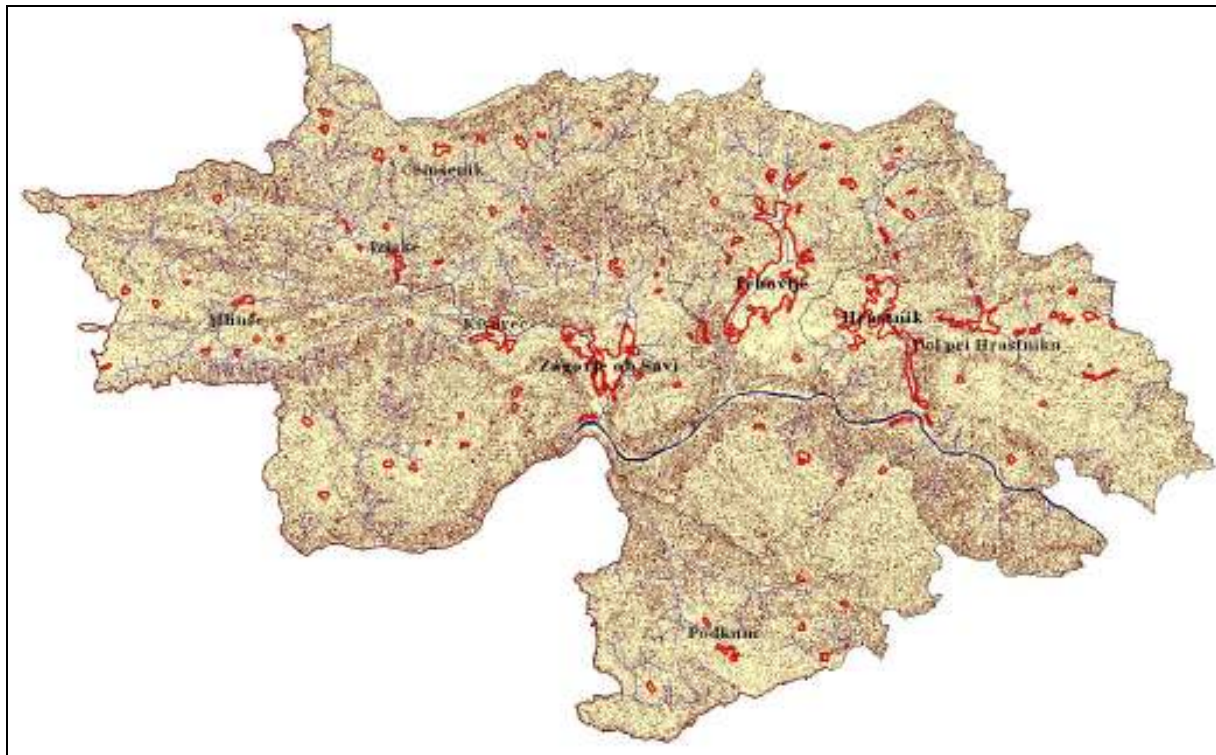 Čemšenik
Izlake
Trbovlje
Mlinše
Kisovec
Hrastnik
Dol pri Hrastniku
Zagorje ob Savi
Podkum